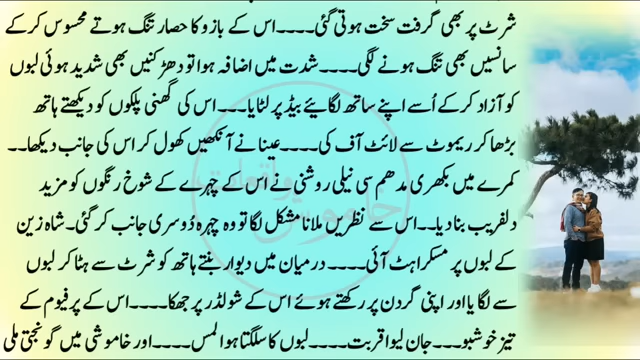 شرٹ پر بھی گرفت سخت ہوتی گئی۔۔۔۔اس کے بازو کا حصار تنگ ہوتے محسوس کرکے
سانسیں بھی تنگ ہونے لگی۔۔۔۔شدت میں اضافہ ہوا تو دھڑکنیں بھی شدید ہوئی لبوں
کو آزاد کرکے اُسے اپنے ساتھ لگائیے بیڈ پر لٹایا۔۔۔اس کی گھنی پلکوں کو دیکھتے ہاتھ
بڑھا کر ریموٹ سے لائٹ آف کی۔۔۔۔عینا نے آنکھیں کھول کر اس کی جانب دیکھا۔۔
کمرے میں بکھری مدھم سی نیلی روشنی نے اس کے چہرے کے شوخ رنگوں کو مزید
دلفریب بنا دیا۔۔اس سے نظریں ملانا مشکل لگا تو وہ چہرہ دُوسری جانب کر گئی۔شاہ زین
کے لبوں پر مسکراہٹ آئی۔۔۔۔درمیان میں دیوار بنتے ہاتھ کو شرٹ سے ہٹا کر لبوں
سے لگا یا اور اپنی گردن پر رکھتے ہوئے اس کے شولڈر پر جھکا۔۔۔۔اس کے پرفیوم کے
تیز خوشبو۔۔۔جان لیوا قربت۔۔۔۔لبوں کا سلگتا ہوا لمس۔۔۔۔اور خاموشی میں گونجتی ملی